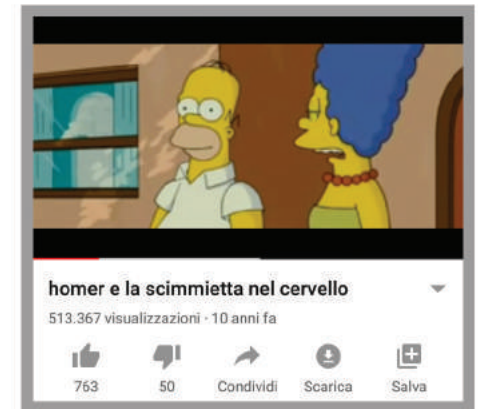 homer e la scimmietta nel cervello
513.367 visualizzazioni · 10 anni fa
763 50 Condividi Scarica Salva